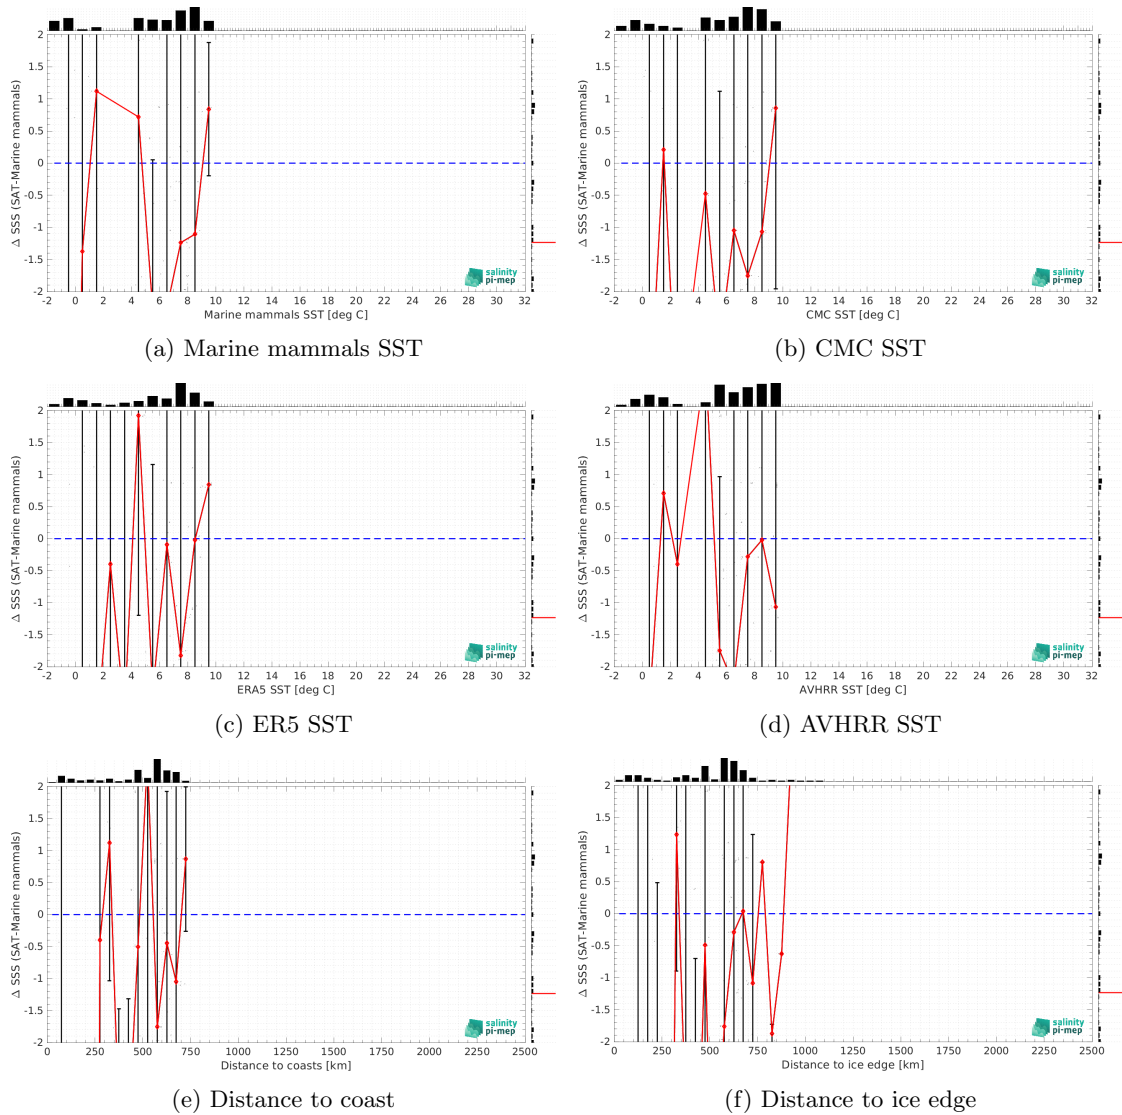 2
1.5
1
0.5
0
-0.5
-1
-1.5
-2
Δ SSS (SAT-Marine mammals)
-2 0 2 4 6 8 10 12 14 16 18 20 22 24 26 28 30 32
Marine mammals SST [deg C]
salinity
pi-mep
(a) Marine mammals SST
2
1.5
1
0.5
0
-0.5
-1
-1.5
-2
Δ SSS (SAT-Marine mammals)
-2 0 2 4 6 8 10 12 14 16 18 20 22 24 26 28 30 32
CMC SST [deg C]
salinity
pi-mep
(b) CMC SST
2
1.5
1
0.5
0
-0.5
-1
-1.5
-2
Δ SSS (SAT-Marine mammals)
-2 0 2 4 6 8 10 12 14 16 18 20 22 24 26 28 30 32
ERA5 SST [deg C]
salinity
pi-mep
(c) ER5 SST
2
1.5
1
0.5
0
-0.5
-1
-1.5
-2
Δ SSS (SAT-Marine mammals)
-2 0 2 4 6 8 10 12 14 16 18 20 22 24 26 28 30 32
AVHRR SST [deg C]
salinity
pi-mep
(d) AVHRR SST
2
1.5
1
0.5
0
-0.5
-1
-1.5
-2
Δ SSS (SAT-Marine mammals)
0 250 500 750 1000 1250 1500 1750 2000 2250 2500
Distance to coasts [km]
salinity
pi-mep
(e) Distance to coast
2
1.5
1
0.5
0
-0.5
-1
-1.5
-2
Δ SSS (SAT-Marine mammals)
0 250 500 750 1000 1250 1500 1750 2000 2250 2500
Distance to ice edge [km]
salinity
pi-mep
(f) Distance to ice edge